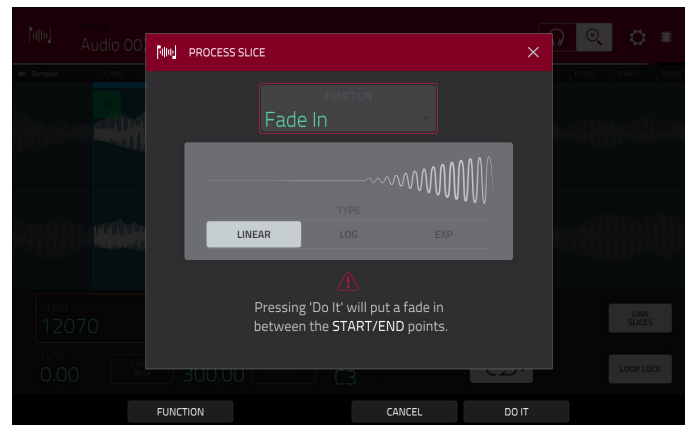 Audio 002
PROCESS SLICE
Samples
FUNCTION
Fade In
TYPE
LINEAR LOG EXP
Pressing 'Do It' will put a fade in
between the START/END points.
START
12070
LINK
SLICES
TUNE
0.00
300.00
C3
LOOP LOCK
FUNCTION CANCEL DO IT